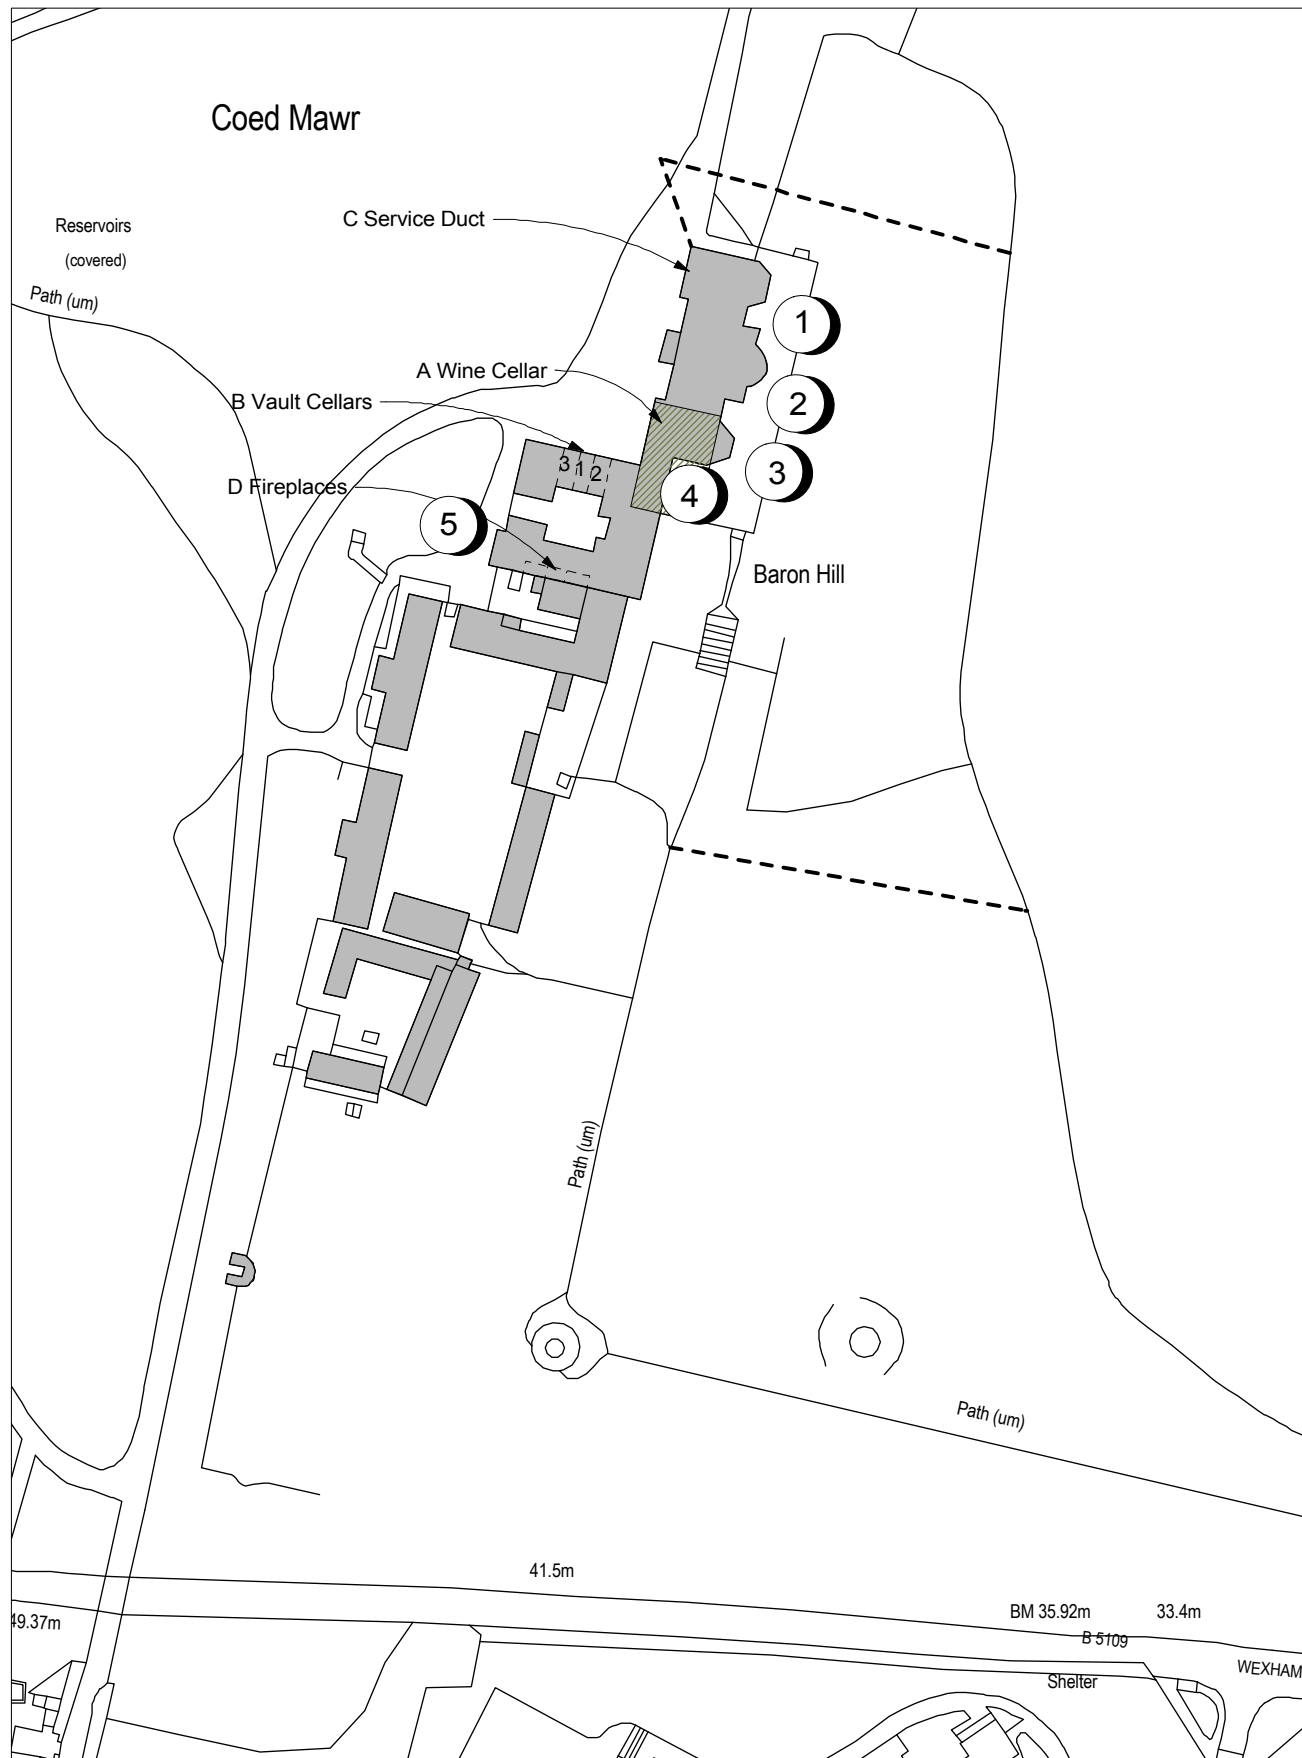 Coed Mawr
Reservoirs
(covered)
C Service Duct
Path (um)
1
A Wine Cellar
B Vault Cellars
2
3 1 2
3
D Fireplaces
4
5
Baron Hill
Path (um)
Path (um)
41.5m
BM 35.92m
33.4m
49.37m
B 5109
WEXHAM
Shelter